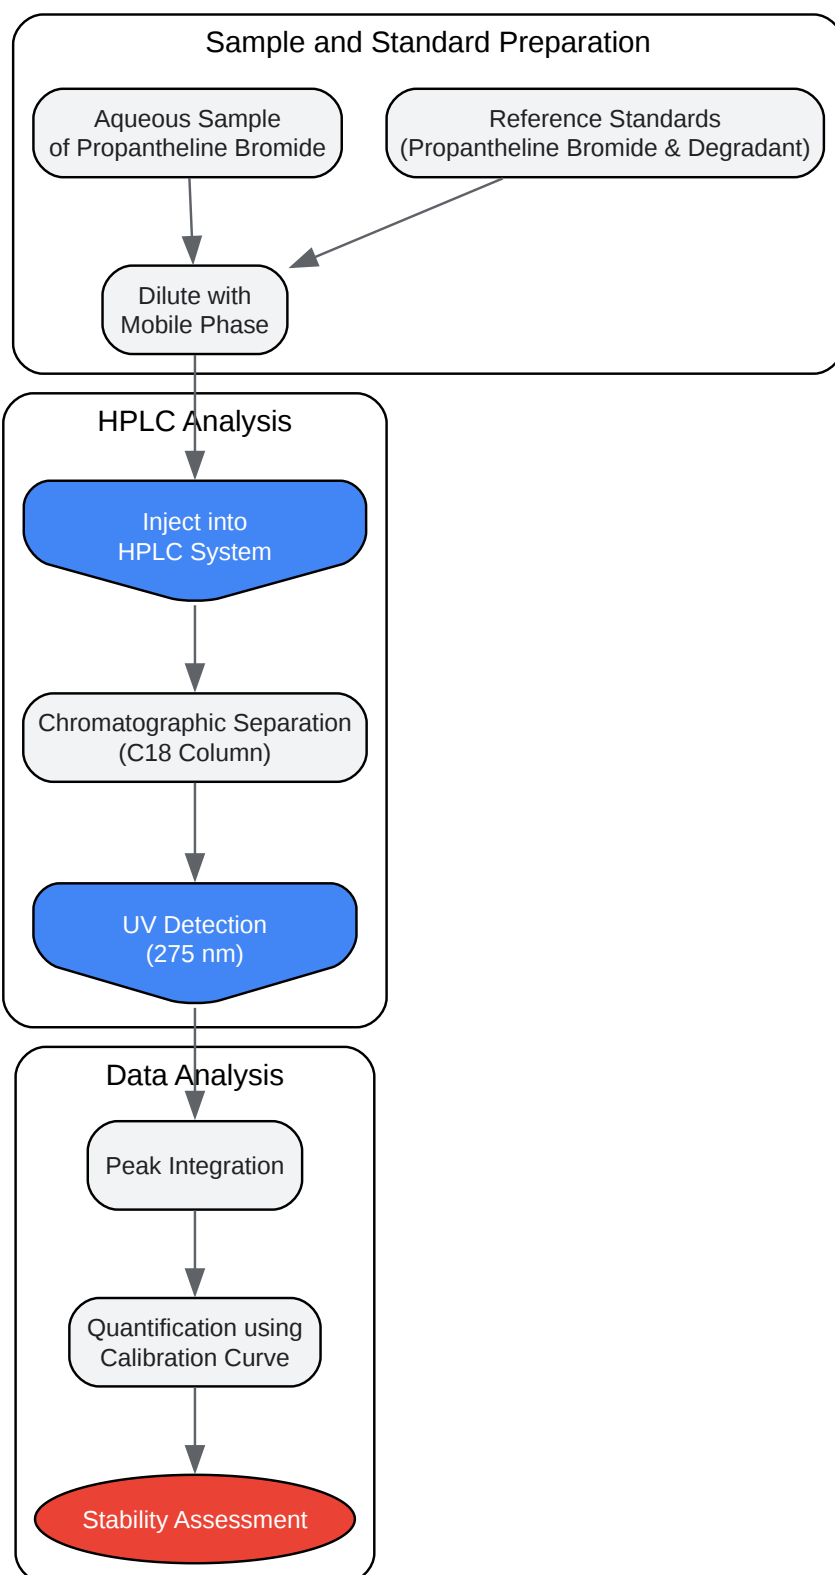 Sample and Standard Preparation
Aqueous Sample
of Propantheline Bromide
Reference Standards
(Propantheline Bromide & Degradant)
Dilute with
Mobile Phase
HPLC Analysis
Inject into
HPLC System
Chromatographic Separation
(C18 Column)
UV Detection
(275 nm)
Data Analysis
Peak Integration
Quantification using
Calibration Curve
Stability Assessment